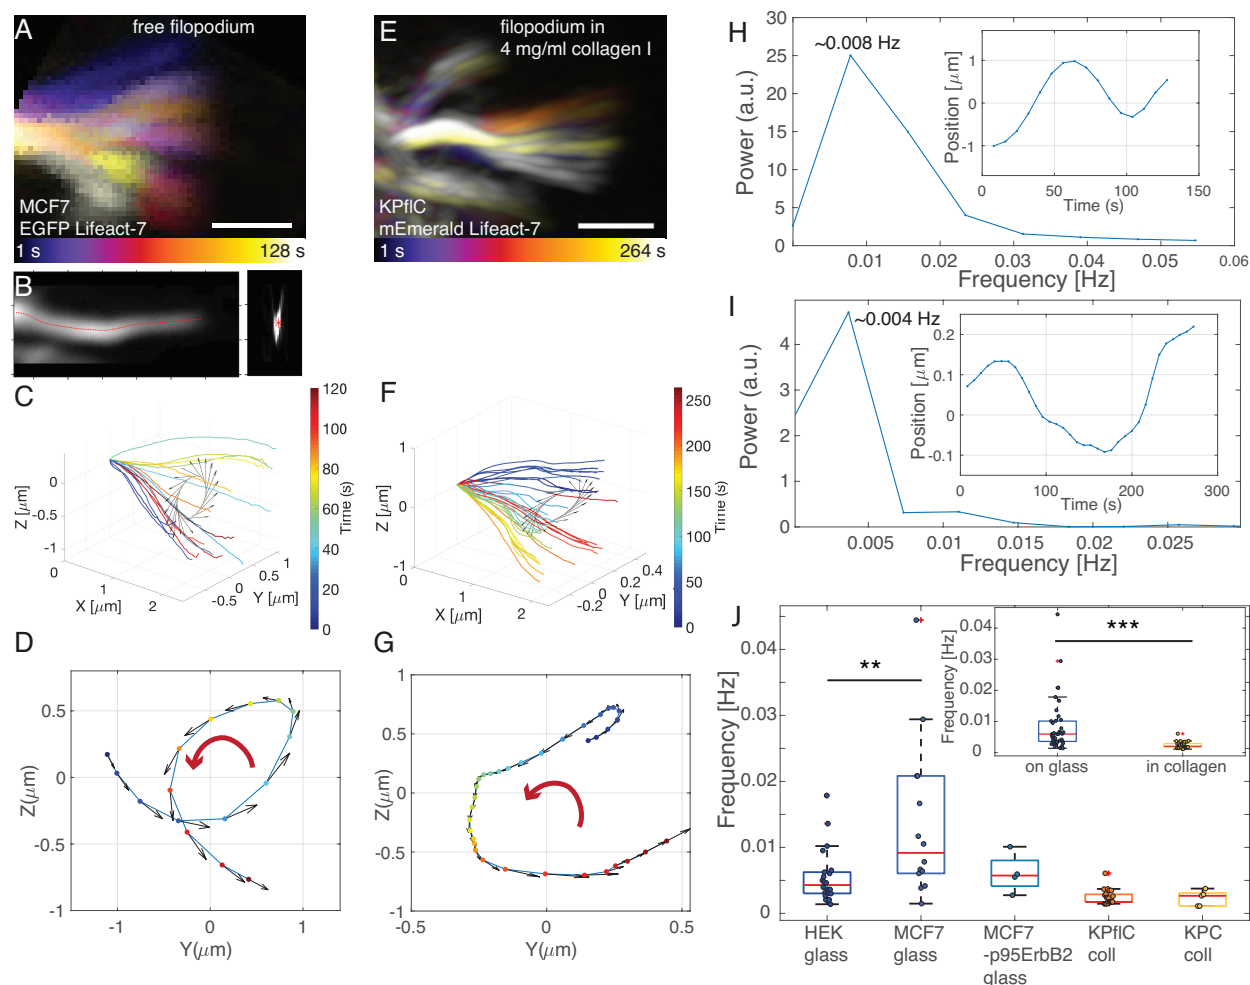 A
free filopodium
MCF7
EGFP Lifeact-7
1 s
128 s
B
C
Z [μm]
0
-0.5
-1
0
1
2
X [μm]
-0.5
0
0.5
1
Y [μm]
120
100
80
60
40
20
0
Time (s)
D
Z(μm)
0.5
0
-0.5
-1
-1
0
1
Y(μm)
E
filopodium in
4 mg/ml collagen I
KPflC
mEmerald Lifeact-7
1 s
264 s
F
Z [μm]
1
0
-1
0
1
2
X [μm]
-0.2
0
0.2
0.4
Y [μm]
250
200
150
100
50
0
Time (s)
G
Z(μm)
1
0.5
0
-0.5
-1
-0.5
0
0.5
Y(μm)
H
~0.008 Hz
Power (a.u.)
30
25
20
15
10
5
0
0.01
0.02
0.03
0.04
0.05
0.06
Frequency [Hz]
Position [μm]
1
0
-1
0
50
100
150
Time (s)
I
~0.004 Hz
Power (a.u.)
4
3
2
1
0
0.005
0.01
0.015
0.02
0.025
Frequency [Hz]
Position [μm]
0.2
0.1
0
-0.1
0
100
200
300
Time (s)
J
Frequency [Hz]
0.04
0.03
0.02
0.01
0
**
HEK
glass
MCF7
glass
MCF7
-p95ErbB2
glass
KPflC
coll
KPC
coll
Frequency [Hz]
0.04
0.03
0.02
0.01
0
***
on glass
in collagen